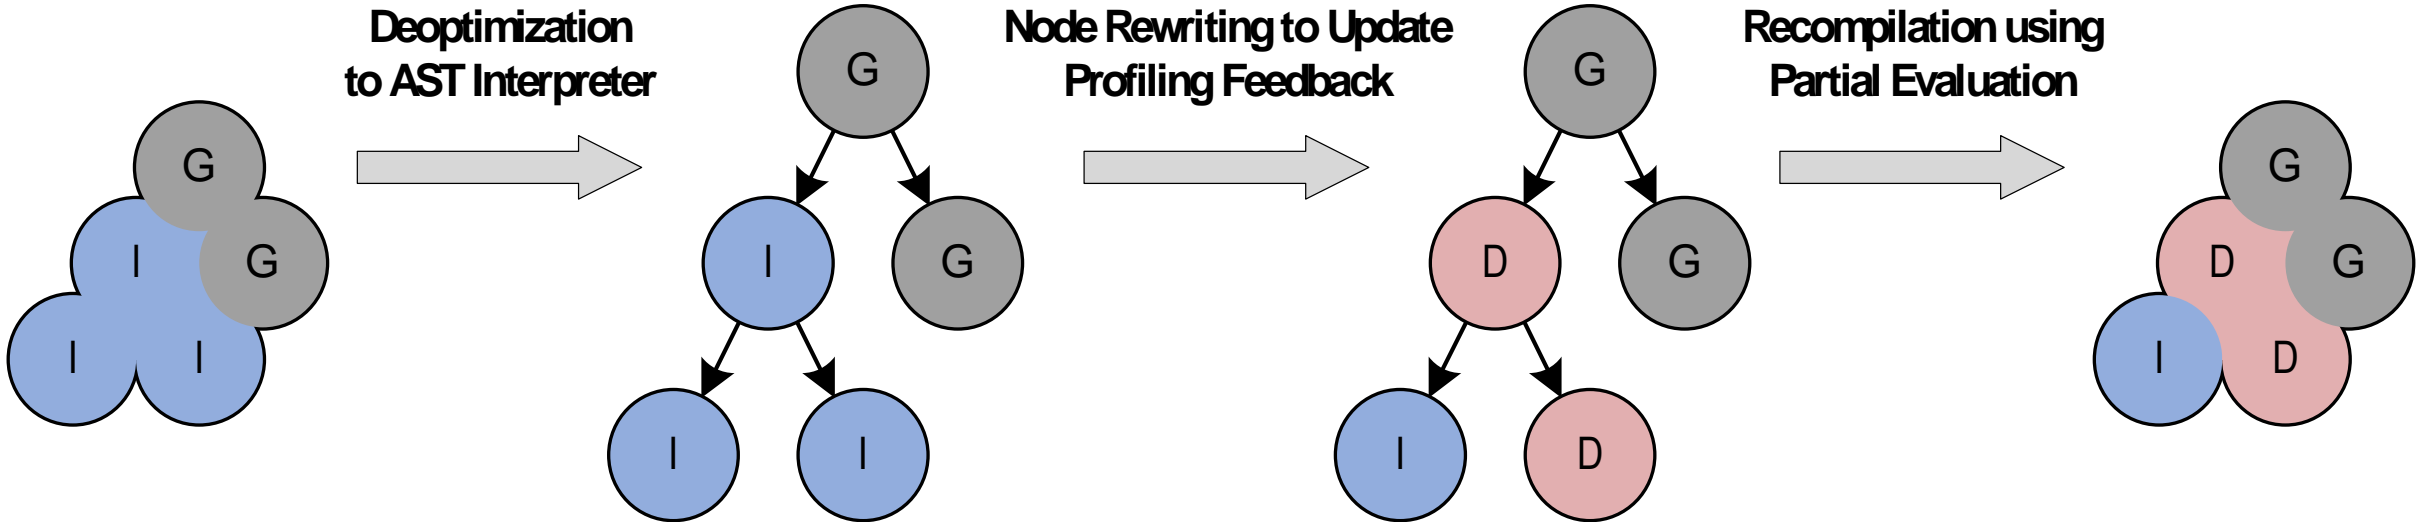 Deoptimization
to AST Interpreter
Node Rewriting to Update
Profiling Feedback
Recompilation using
Partial Evaluation
G
I
G
I
I
G
I
G
I
I
G
D
G
I
D
G
D
G
I
D